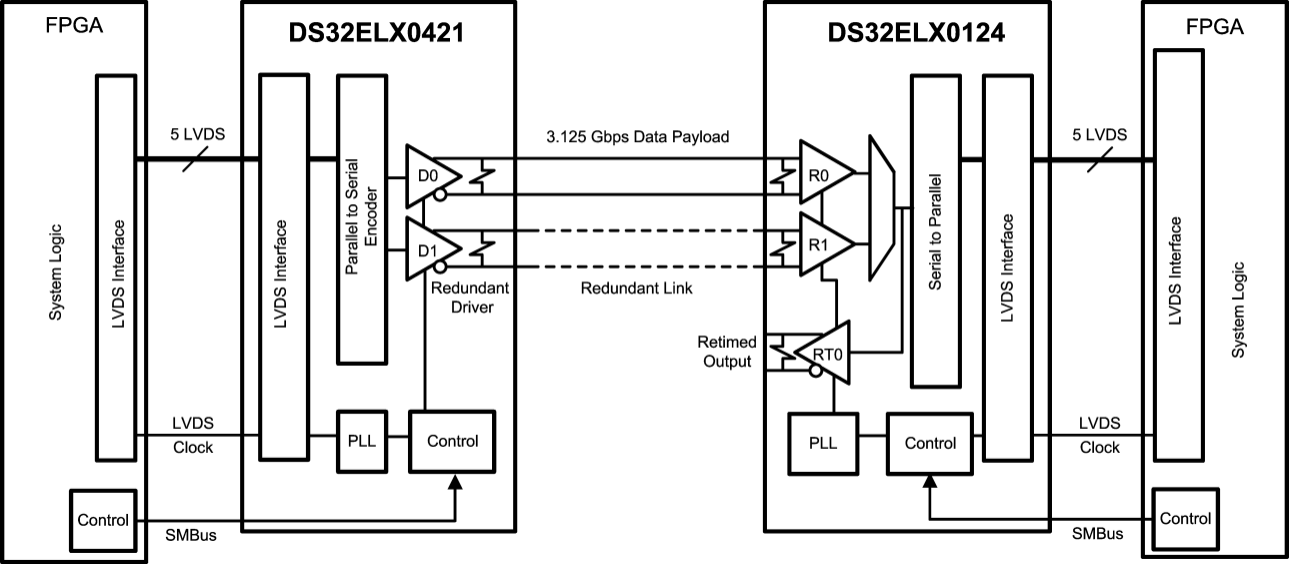 FPGA
DS32ELX0421
DS32ELX0124
FPGA
5 LVDS
3.125 Gbps Data Payload
5 LVDS
System Logic
LVDS Interface
LVDS Interface
Parallel to Serial
Encoder
D0
D1
Redundant
Driver
Redundant Link
R0
R1
Retimed
Output
RT0
Serial to Parallel
LVDS Interface
LVDS Interface
System Logic
LVDS
Clock
PLL
Control
PLL
Control
LVDS
Clock
Control
SMBus
SMBus
Control